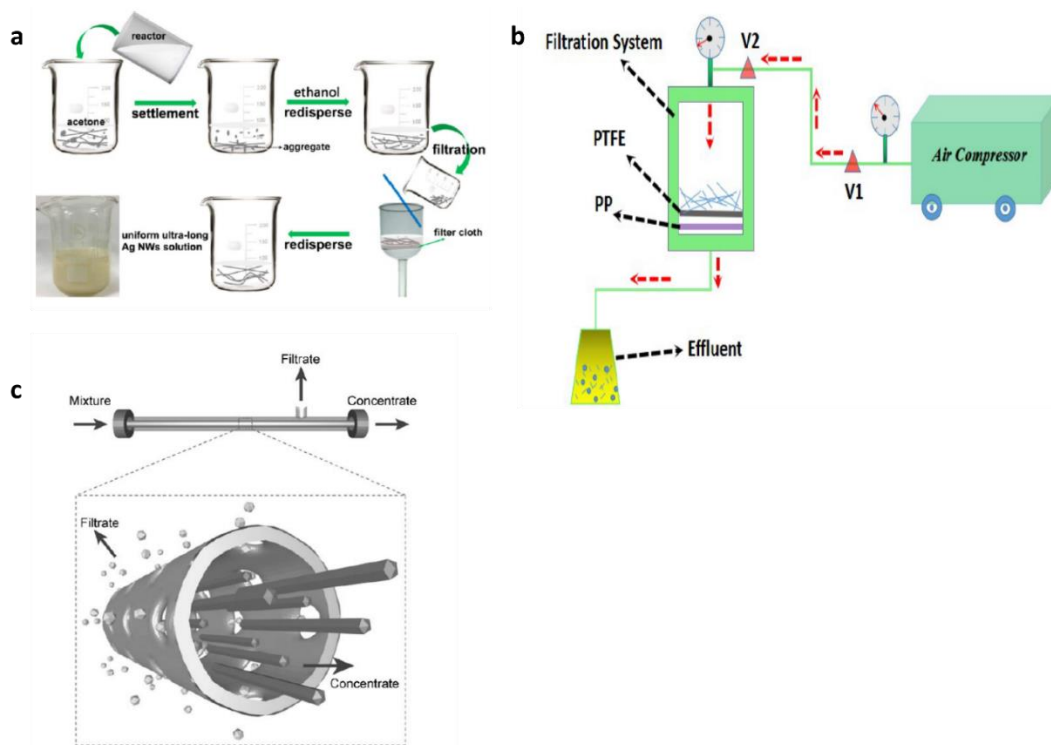 a
reactor
acetone
settlement
aggregate
ethanol
redisperse
filtration
filter cloth
redisperse
uniform ultra-long
Ag NWs solution
b
Filtration System
V2
PTFE
PP
V1
Air Compressor
Effluent
c
Filtrate
Mixture
Concentrate
Filtrate
Concentrate